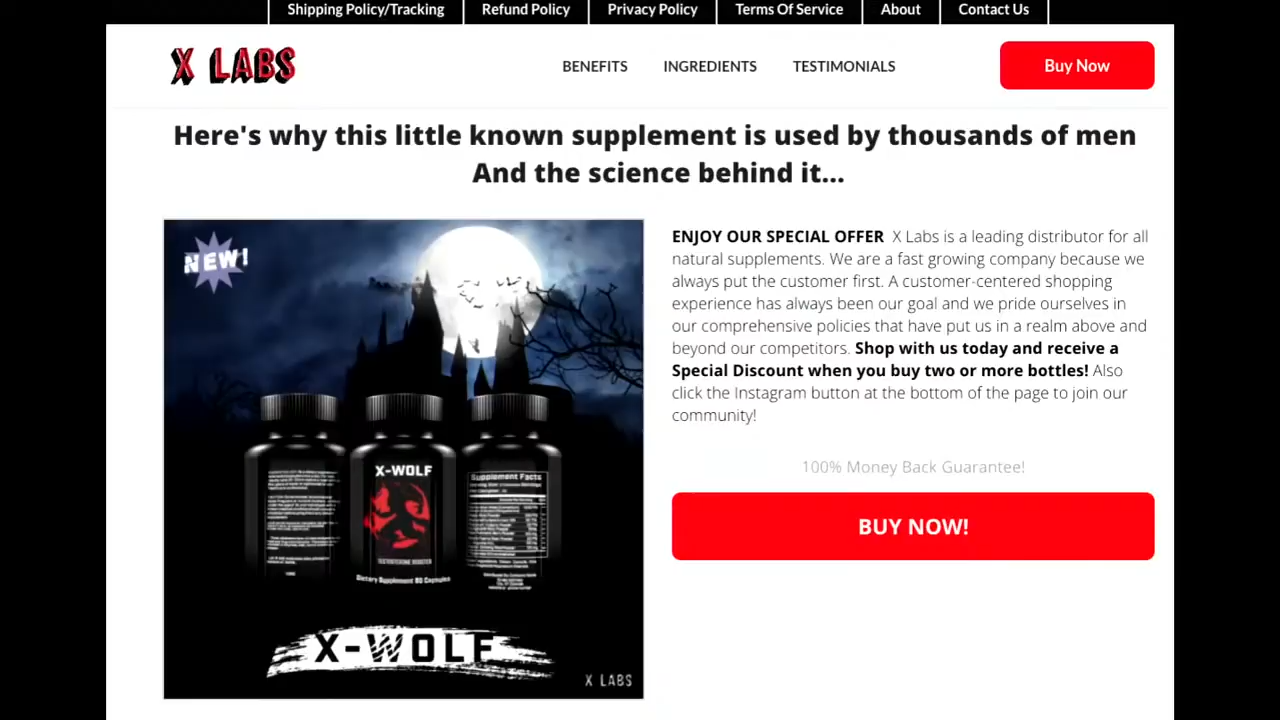 Shipping Policy/Tracking
Refund Policy
Privacy Policy
Terms Of Service
About
Contact Us
X LABS
BENEFITS
INGREDIENTS
TESTIMONIALS
Buy Now
Here's why this little known supplement is used by thousands of men
And the science behind it...
NEW!
ENJOY OUR SPECIAL OFFER X Labs is a leading distributor for all
natural supplements. We are a fast growing company because we
always put the customer first. A customer-centered shopping
experience has always been our goal and we pride ourselves in
our comprehensive policies that have put us in a realm above and
beyond our competitors. Shop with us today and receive a
Special Discount when you buy two or more bottles! Also
click the Instagram button at the bottom of the page to join our
community!
100% Money Back Guarantee!
BUY NOW!
X-WOLF
TESTOSTERONE BOOSTER
Dietary Supplement 60 Capsules
Supplement Facts
X-WOLF
X LABS